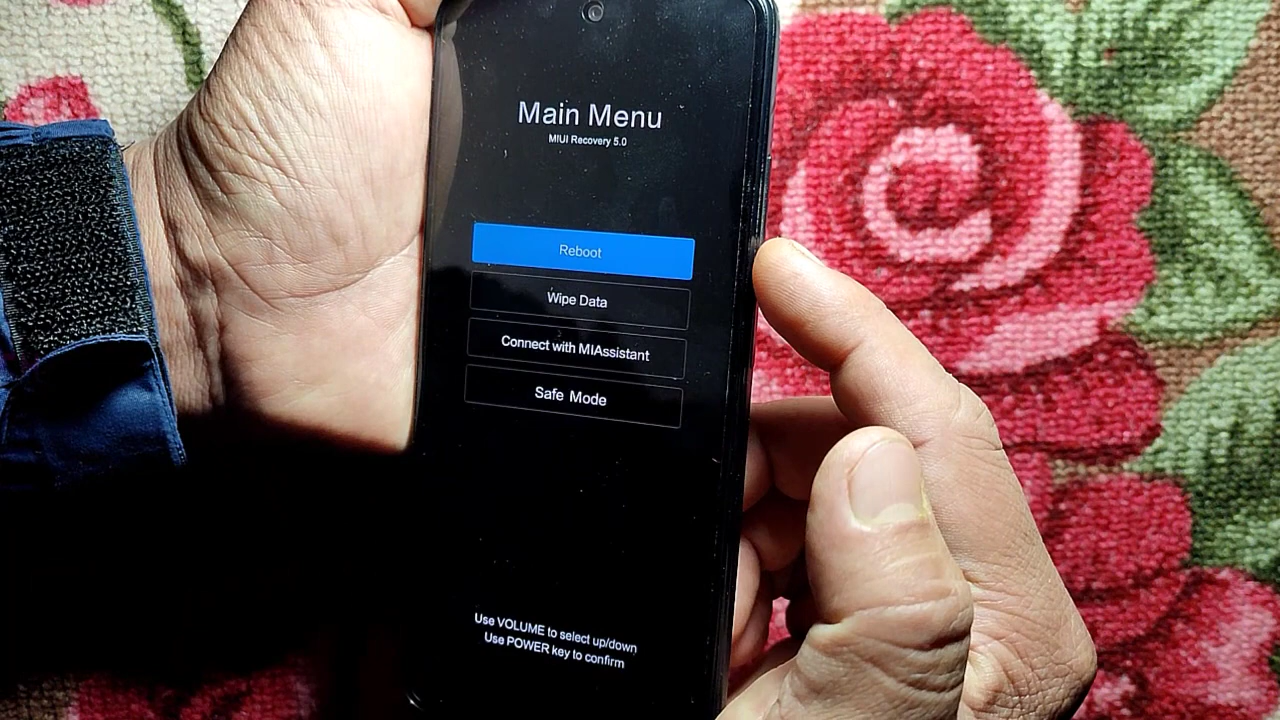 Main Menu
MIUI Recovery 5.0
Reboot
Wipe Data
Connect with MIAssistant
Safe Mode
Use VOLUME to select up/down
Use POWER key to confirm